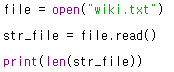 file = open("wiki.txt")
str_file = file.read()
print(len(str_file))